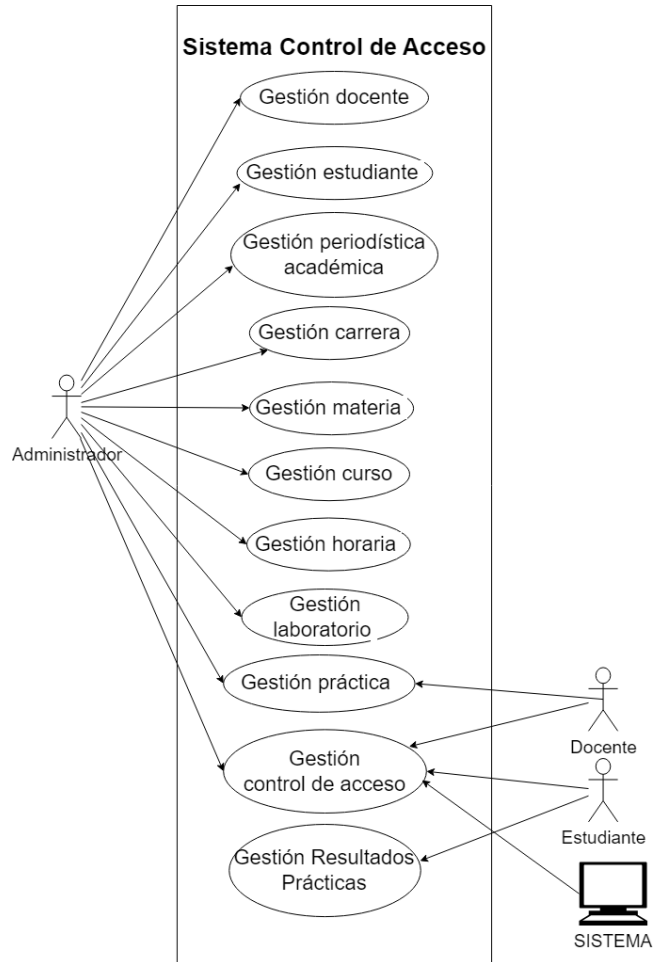 Sistema Control de Acceso
Gestión docente
Gestión estudiante
Gestión periodística
académica
Gestión carrera
Gestión materia
Administrador
Gestión curso
Gestión horaria
Gestión
laboratorio
Gestión práctica
Docente
Gestión
control de acceso
Estudiante
Gestión Resultados
Prácticas
SISTEMA